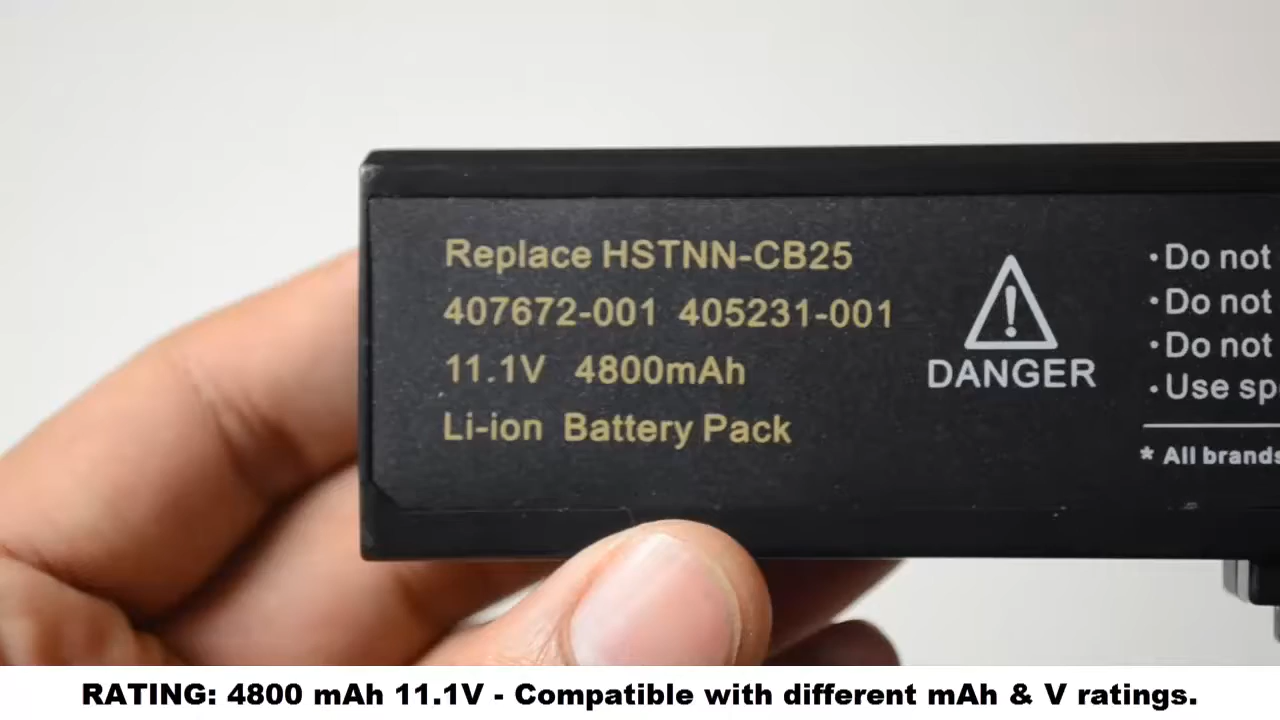 Replace HSTNN-CB25
407672-001 405231-001
11.1V 4800mAh
Li-ion Battery Pack
DANGER
•Do not
•Do not
•Do not
•Use sp
* All brands
RATING: 4800 mAh 11.1V - Compatible with different mAh & V ratings.